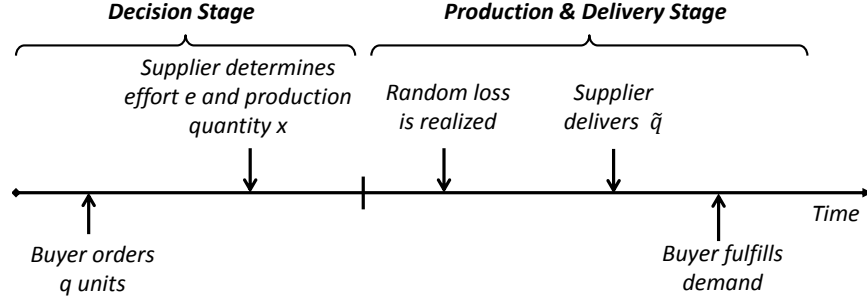 Decision Stage
Production & Delivery Stage
Supplier determines
effort e and production
quantity x
Random loss
is realized
Supplier
delivers q̃
Time
Buyer orders
q units
Buyer fulfills
demand